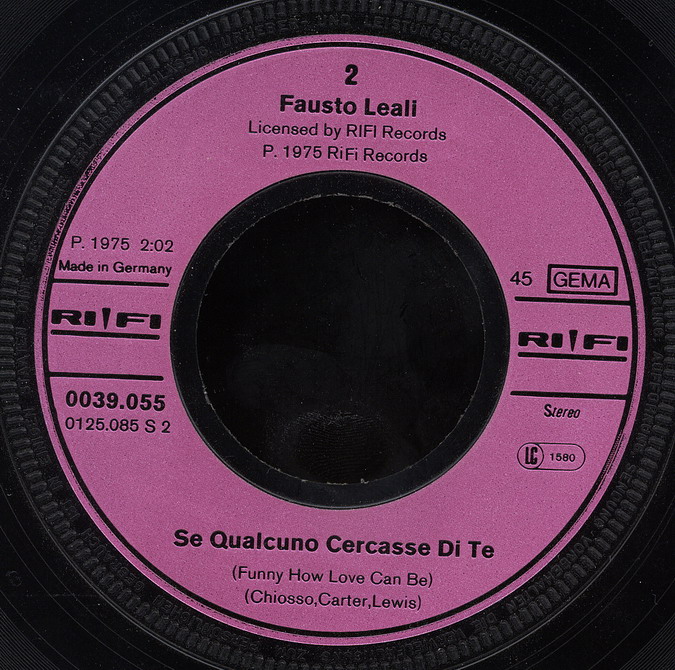 2
Fausto Leali
Licensed by RIFI Records
P. 1975 RiFi Records
P. 1975 2:02
Made in Germany
RI!FI
0039.055
0125.085 S 2
45 GEMA
RI!FI
Stereo
LC 1580
Se Qualcuno Cercasse Di Te
(Funny How Love Can Be)
(Chiosso,Carter,Lewis)